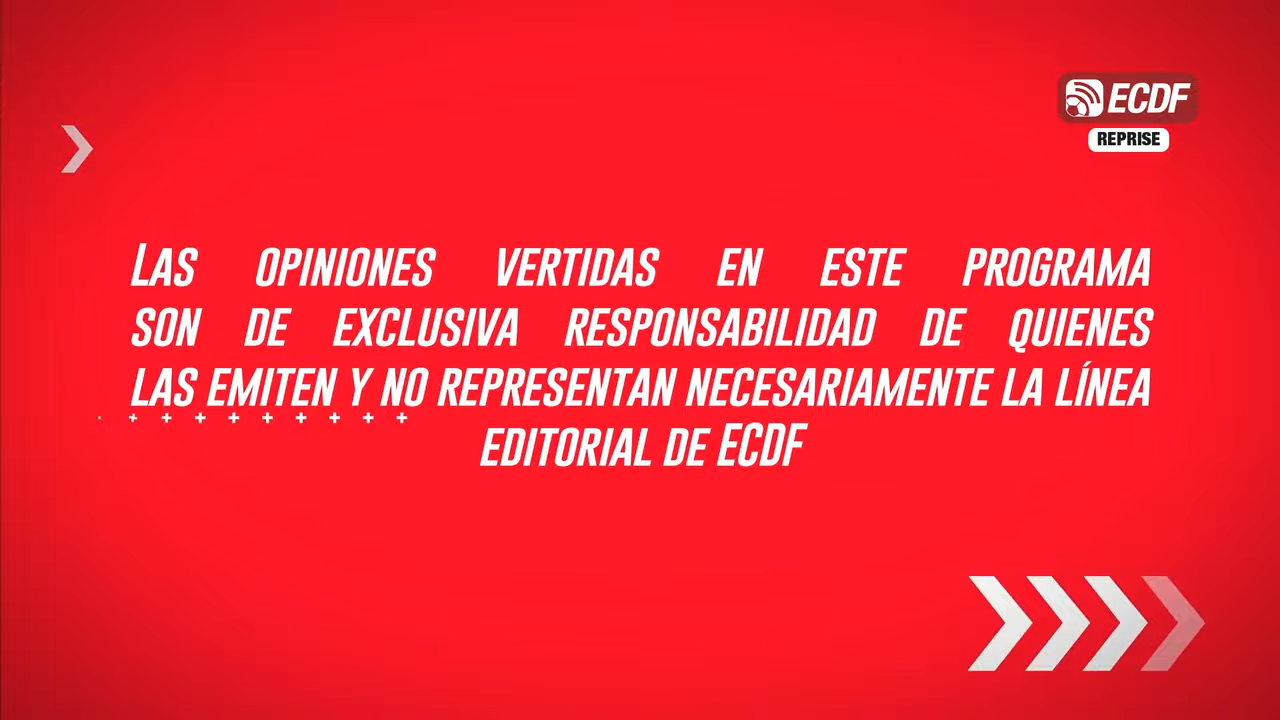 ECDF
REPRISE
LAS OPINIONES VERTIDAS EN ESTE PROGRAMA
SON DE EXCLUSIVA RESPONSABILIDAD DE QUIENES
LAS EMITEN Y NO REPRESENTAN NECESARIAMENTE LA LÍNEA
EDITORIAL DE ECDF